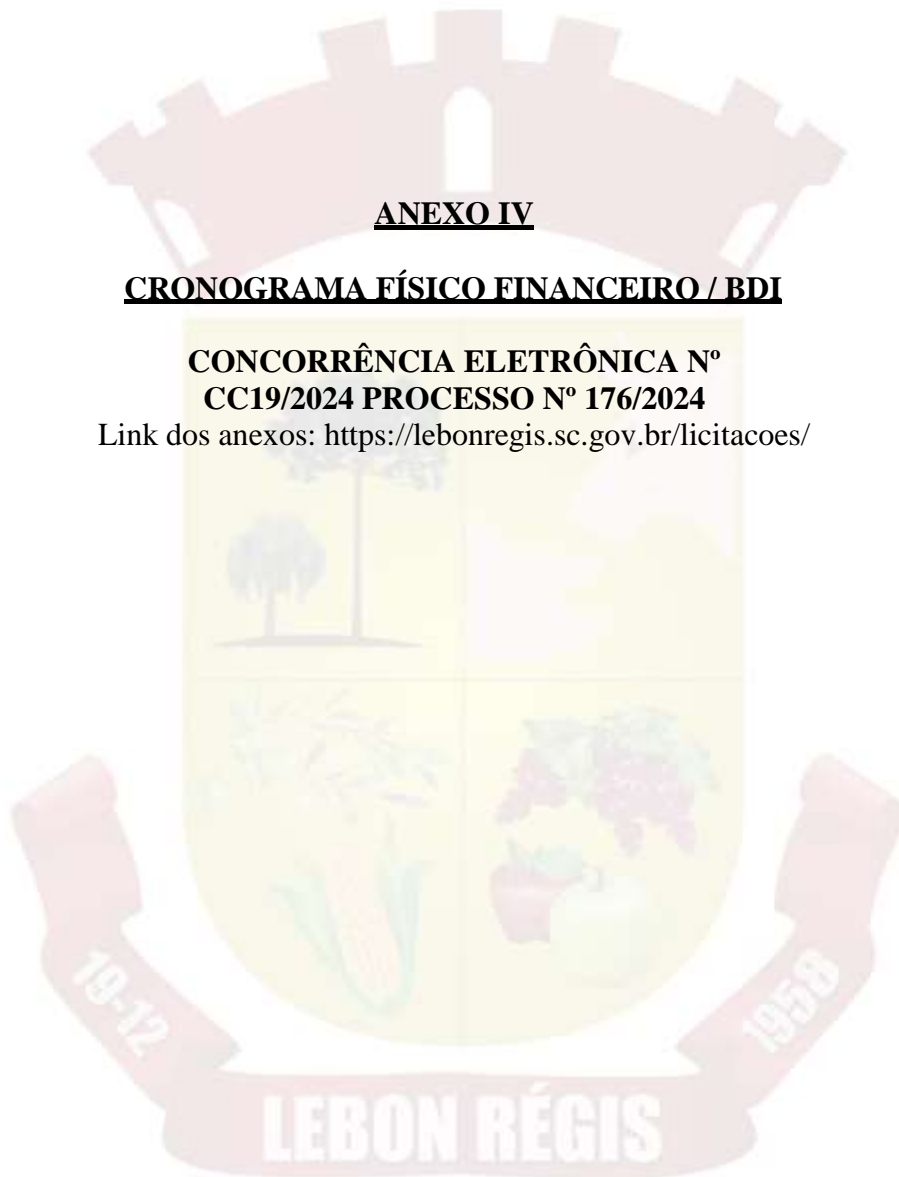 ANEXO IV
CRONOGRAMA FÍSICO FINANCEIRO / BDI
CONCORRÊNCIA ELETRÔNICA Nº
CC19/2024 PROCESSO Nº 176/2024
Link dos anexos: https://lebonregis.sc.gov.br/licitacoes/
19-12
1958
LEBON RÉGIS